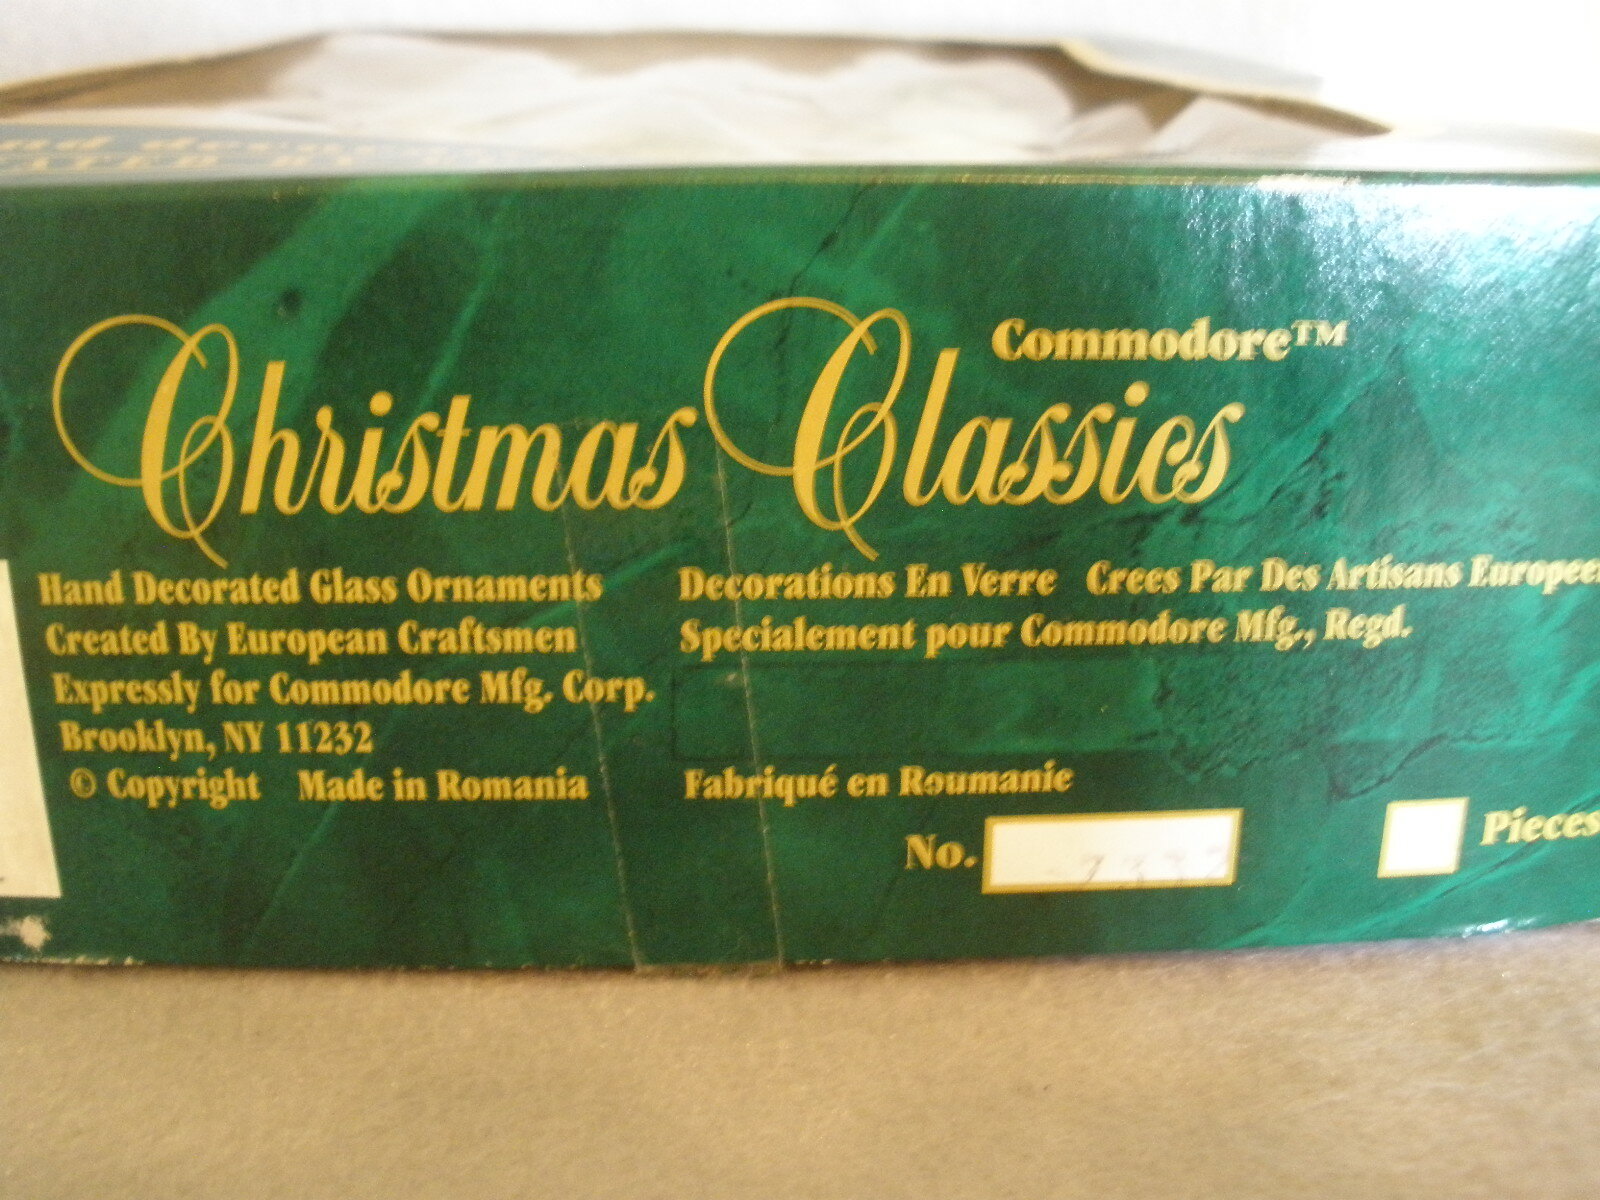 Commodore™
Christmas Classics
Hand Decorated Glass Ornaments
Created By European Craftsmen
Expressly for Commodore Mfg. Corp.
Brooklyn, NY 11232
© Copyright Made in Romania
Decorations En Verre Crees Par Des Artisans
Specialement pour Commodore Mfg., Regd.
Fabriqué en Roumanie
No.
Pieces